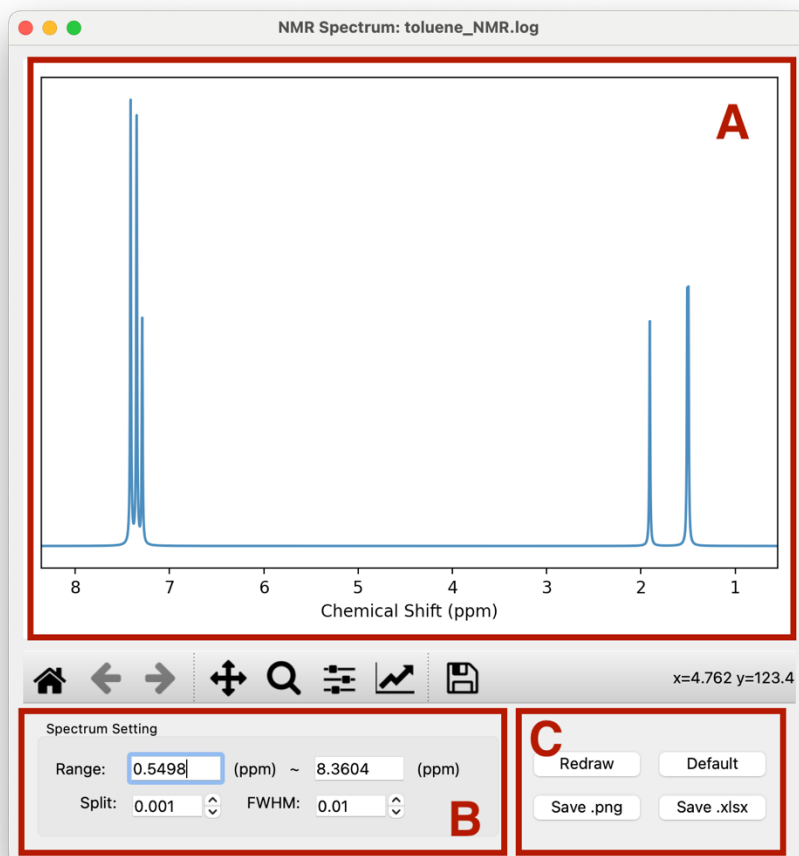 NMR Spectrum: toluene_NMR.log
A
8 7 6 5 4 3 2 1
Chemical Shift (ppm)
x=4.762 y=123.4
Spectrum Setting
Range: 0.5498 (ppm) ~ 8.3604 (ppm)
Split: 0.001 FWHM: 0.01
B
C
Redraw Default
Save .png Save .xlsx